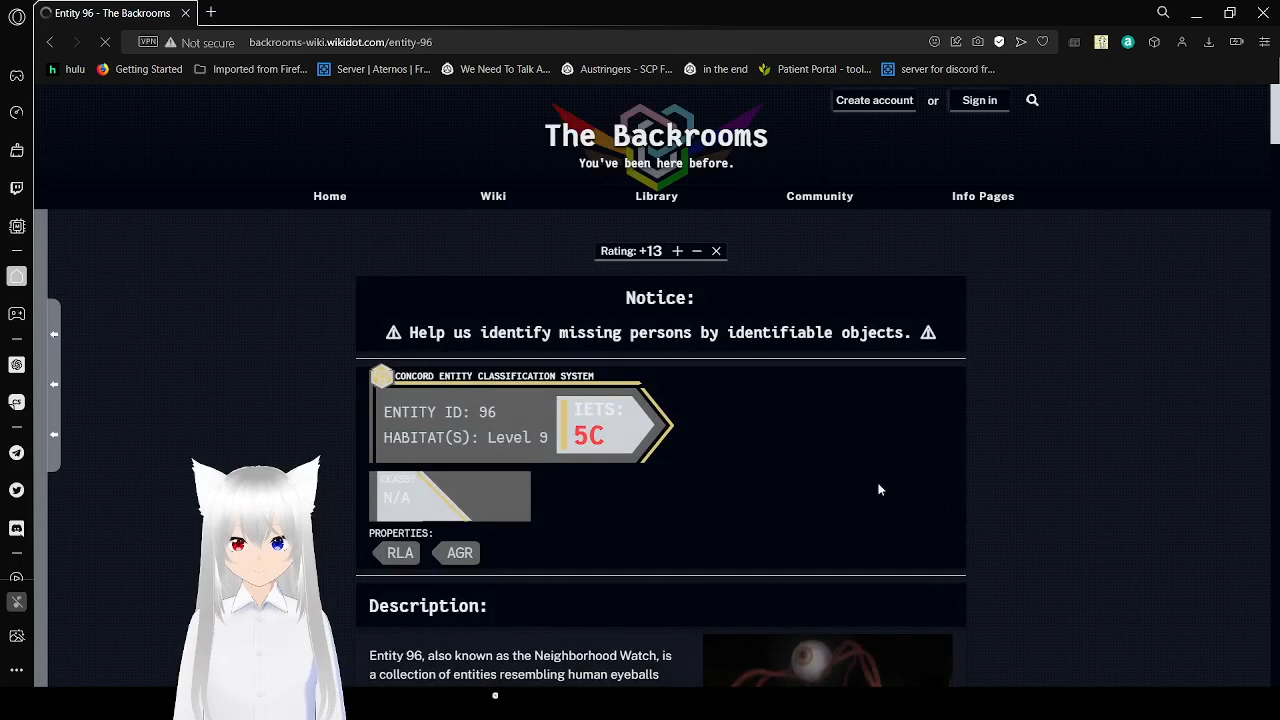 Entity 96 - The Backrooms
VPN Not secure backrooms-wiki.wikidot.com/entity-96
hulu Getting Started Imported from Firef... Server | Aternos | Fr... We Need To Talk A... Austringers - SCP F... in the end Patient Portal - tool... server for discord fr...
Create account or Sign in
The Backrooms
You've been here before.
Home Wiki Library Community Info Pages
Rating: +13 + − ×
Notice:
⚠ Help us identify missing persons by identifiable objects. ⚠
CONCORD ENTITY CLASSIFICATION SYSTEM
ENTITY ID: 96
HABITAT(S): Level 9
IETS:
5C
CLASS:
N/A
PROPERTIES:
RLA AGR
Description:
Entity 96, also known as the Neighborhood Watch, is
a collection of entities resembling human eyeballs